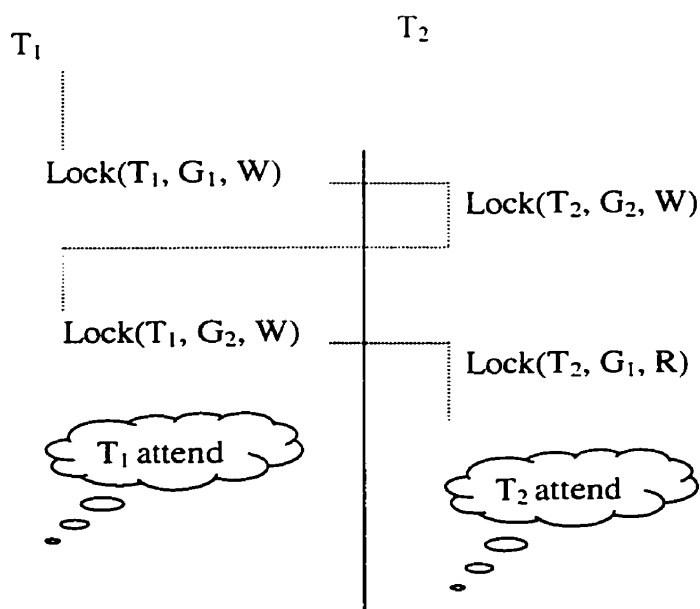 T₁
T₂
Lock(T₁, G₁, W)
Lock(T₂, G₂, W)
Lock(T₁, G₂, W)
Lock(T₂, G₁, R)
T₁ attend
T₂ attend